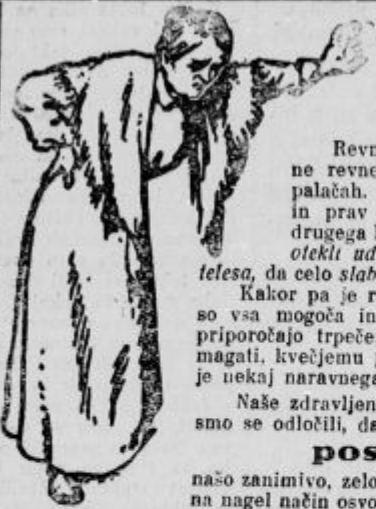 Revm
ne revne
palačah.
in prav
drugega
otekli ud
telesa, da celo slab
Kakor pa je r
so vsa mogoča in
priporočajo trpeče
magati, kvečjemu
je nekaj naravnega
Naše zdravljen
smo se odločili, da
pos
našo zanimivo, zelo
na nagel način osvo